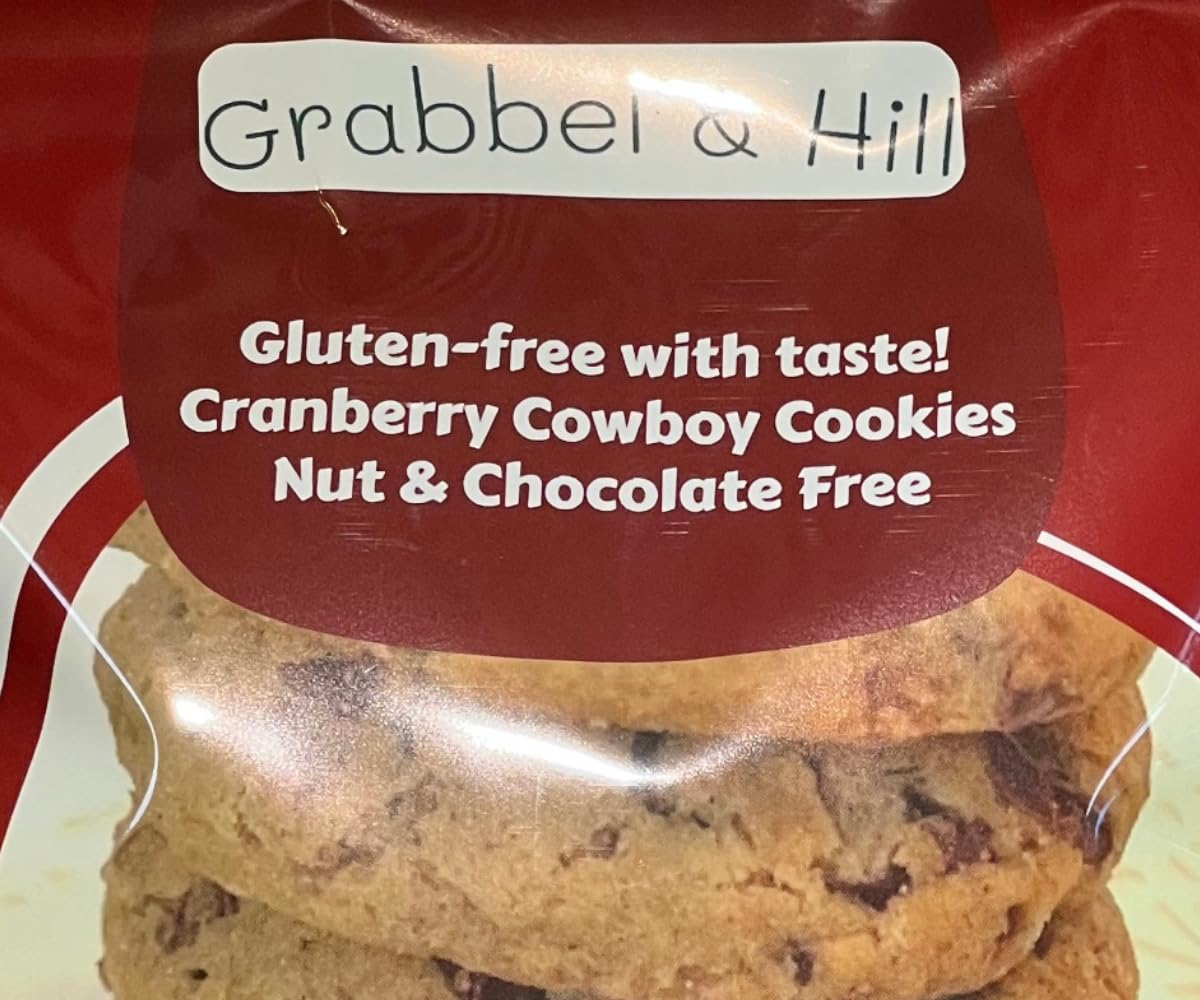 Grabbel & Hill
Gluten-free with taste!
Cranberry Cowboy Cookies
Nut & Chocolate Free